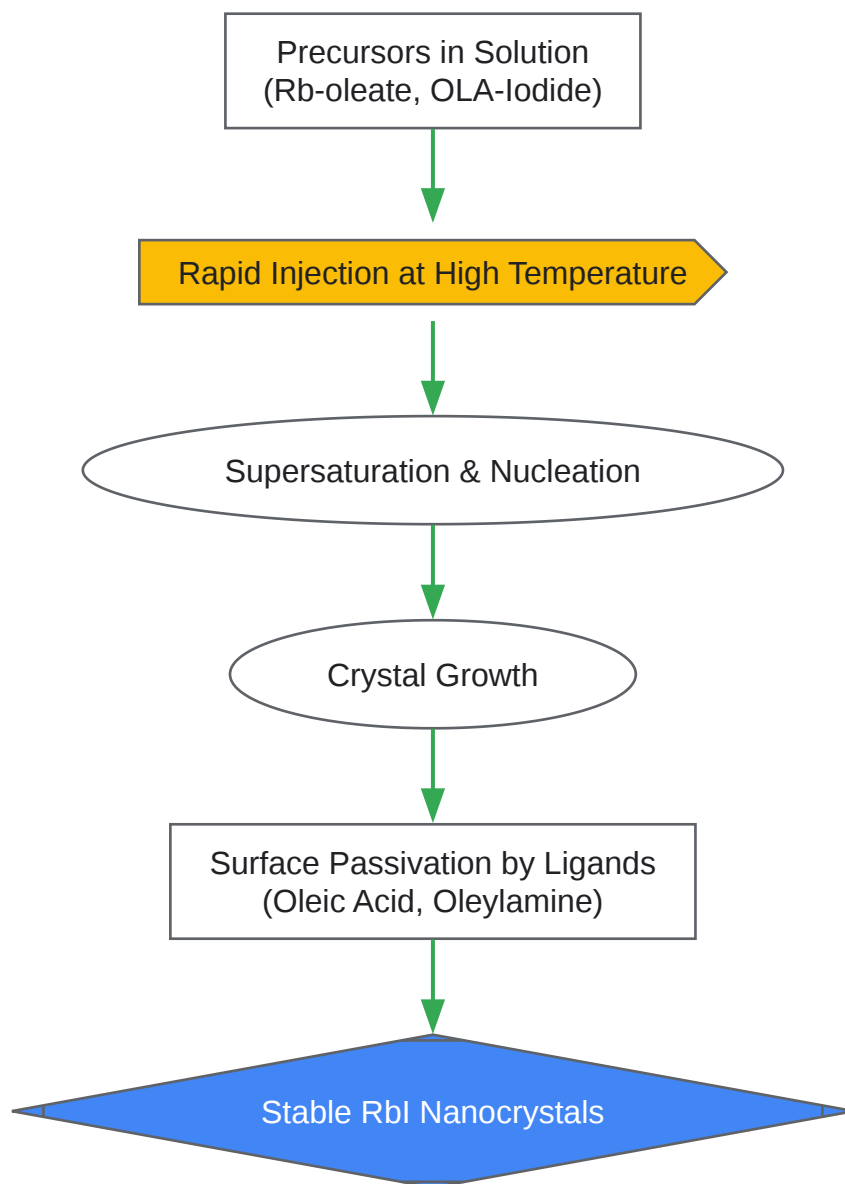 Precursors in Solution
(Rb-oleate, OLA-Iodide)
Rapid Injection at High Temperature
Supersaturation & Nucleation
Crystal Growth
Surface Passivation by Ligands
(Oleic Acid, Oleylamine)
Stable RbI Nanocrystals